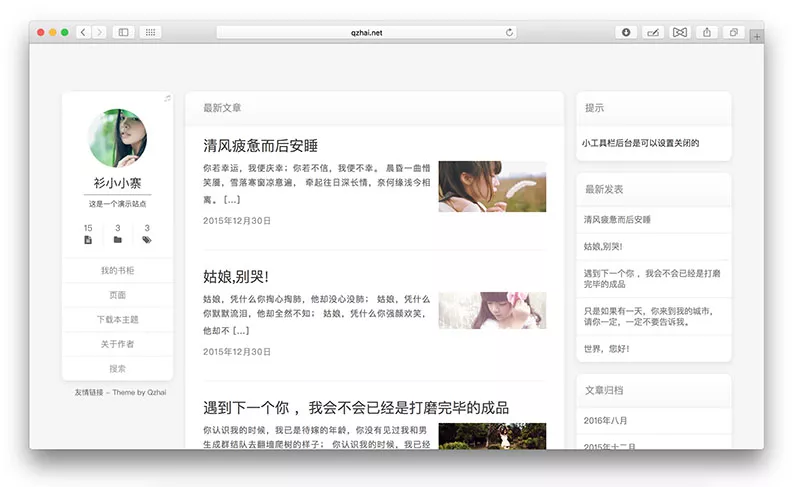 qzhai.net
衫小小寨
这是一个演示站点
15 3 3
我的书柜
页面
下载本主题
关于作者
搜索
友情链接 – Theme by Qzhai
最新文章
清风疲惫而后安睡
你若幸运，我便庆幸；你若不信，我便不幸。 晨昏一曲惜
笑靥，雪落寒窗凉意遍， 牵起往日深长情，奈何缘浅今相
离。 [...]
2015年12月30日
姑娘,别哭!
姑娘，凭什么你掏心掏肺，他却没心没肺； 姑娘，凭什么
你默默流泪，他却全然不知； 姑娘，凭什么你强颜欢笑，
他却不 [...]
2015年12月30日
遇到下一个你 ，我会不会已经是打磨完毕的成品
你认识我的时候，我已是待嫁的年龄，你没有见过我和男
生成群结队去翻墙爬树的样子； 你认识我的时候，我已经
提示
小工具栏后台是可以设置关闭的
最新发表
清风疲惫而后安睡
姑娘,别哭!
遇到下一个你 ，我会不会已经是打磨
完毕的成品
只是如果有一天，你来到我的城市，
请你一定，一定不要告诉我。
世界，您好！
文章归档
2016年八月
2015年十二月